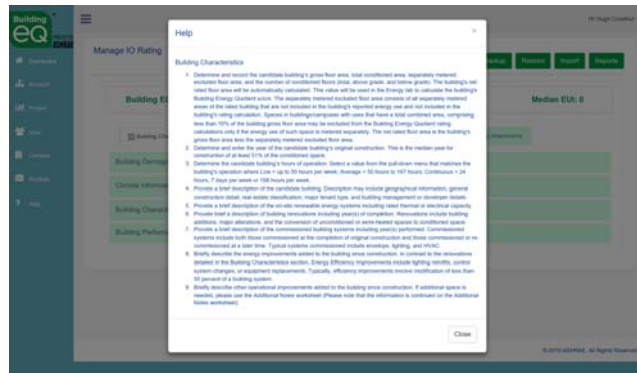 Building
eQ
Hi! Hugh Crowther
Help
×
Manage IO Rating
Backup Restore Import Reports
Building EU
Median EUI: 0
Building Cha
Attachments
Building Demog
Climate Informat
Building Charact
Building Perform
Dashboard
Account
Project
User
Campus
Portfolio
Help
Building Characteristics
1. Determine and record the candidate building's gross floor area, total conditioned area, separately metered
excluded floor area, and the number of conditioned floors (total, above grade, and below grade). The building's net
rated floor area will be automatically calculated. This value will be used in the Energy tab to calculate the building's
Building Energy Quotient score. The separately metered excluded floor area consists of all separately metered
areas of the rated building that are not included in the building's reported energy use and not included in the
building's rating calculation. Spaces in buildings/campuses with uses that have a total combined area, comprising
less than 10% of the building gross floor area may be excluded from the Building Energy Quotient rating
calculations only if the energy use of such space is metered separately. The net rated floor area is the building's
gross floor area less the separately metered excluded floor area.
2. Determine and enter the year of the candidate building's original construction. This is the median year for
construction of at least 51% of the conditioned space.
3. Determine the candidate building's hours of operation. Select a value from the pull-down menu that matches the
building's operation where Low = up to 50 hours per week; Average = 50 hours to 167 hours; Continuous = 24
hours, 7 days per week or 168 hours per week.
4. Provide a brief description of the candidate building. Description may include geographical information, general
construction detail, real estate classification, major tenant type, and building management or developer details.
5. Provide a brief description of the on-site renewable energy systems including rated thermal or electrical capacity.
6. Provide brief a description of building renovations including year(s) of completion. Renovations include building
additions, major alterations, and the conversion of unconditioned or semi-heated spaces to conditioned space.
7. Provide a brief description of the commissioned building systems including year(s) performed. Commissioned
systems include both those commissioned at the completion of original construction and those commissioned or re-
commissioned at a later time. Typical systems commissioned include envelope, lighting, and HVAC.
8. Briefly describe the energy improvements added to the building since construction. In contrast to the renovations
detailed in the Building Characteristics section, Energy Efficiency improvements include lighting retrofits, control
system changes, or equipment replacements. Typically, efficiency improvements involve modification of less than
50 percent of a building system.
9. Briefly describe other operational improvements added to the building since construction. If additional space is
needed, please use the Additional Notes worksheet (Please note that the information is continued on the Additional
Notes worksheet).
Close
© 2019 ASHRAE. All Rights Reserved